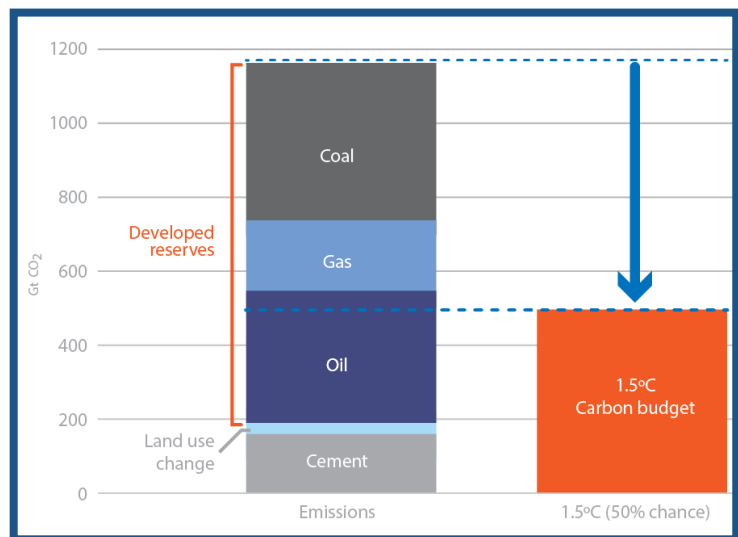 1200
1000
800
600
400
200
0
Gt CO₂
Developed
reserves
Land use
change
Coal
Gas
Oil
Cement
1.5ºC
Carbon budget
Emissions
1.5ºC (50% chance)